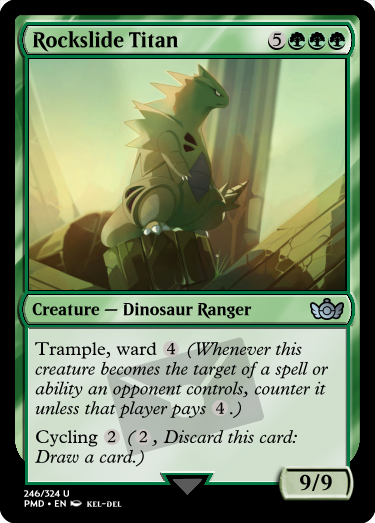 Rockslide Titan 5
Creature — Dinosaur Ranger
Trample, ward 4 (Whenever this
creature becomes the target of a spell or
ability an opponent controls, counter it
unless that player pays 4.)
Cycling 2 (2, Discard this card:
Draw a card.)
9/9
246/324 U
PMD • EN KEL-DEL